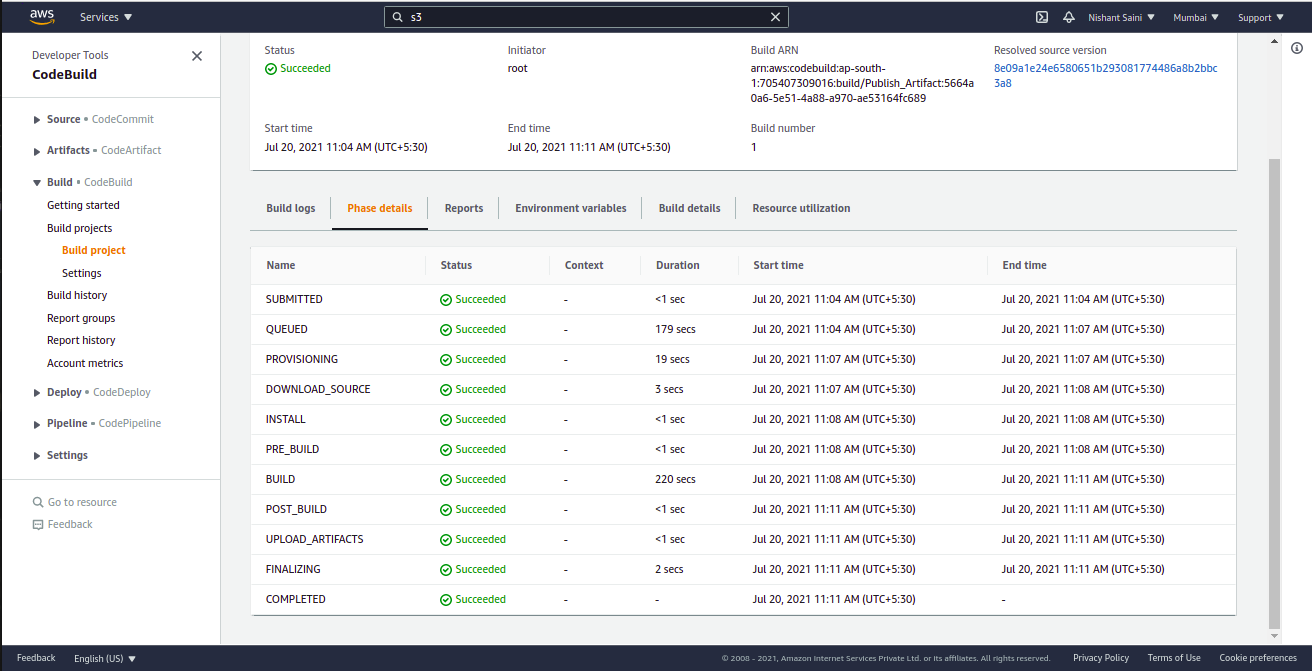 aws Services s3 Nishant Saini Mumbai Support
Developer Tools
CodeBuild
Source • CodeCommit
Artifacts • CodeArtifact
Build • CodeBuild
Getting started
Build projects
Build project
Settings
Build history
Report groups
Report history
Account metrics
Deploy • CodeDeploy
Pipeline • CodePipeline
Settings
Go to resource
Feedback
Status Initiator Build ARN Resolved source version
Succeeded root arn:aws:codebuild:ap-south- 8e09a1e24e6580651b293081774486a8b2bbc
1:705407309016:build/Publish_Artifact:5664a 3a8
0a6-5e51-4a88-a970-ae53164fc689
Start time End time Build number
Jul 20, 2021 11:04 AM (UTC+5:30) Jul 20, 2021 11:11 AM (UTC+5:30) 1
Build logs Phase details Reports Environment variables Build details Resource utilization
Name Status Context Duration Start time End time
SUBMITTED Succeeded - <1 sec Jul 20, 2021 11:04 AM (UTC+5:30) Jul 20, 2021 11:04 AM (UTC+5:30)
QUEUED Succeeded - 179 secs Jul 20, 2021 11:04 AM (UTC+5:30) Jul 20, 2021 11:07 AM (UTC+5:30)
PROVISIONING Succeeded - 19 secs Jul 20, 2021 11:07 AM (UTC+5:30) Jul 20, 2021 11:07 AM (UTC+5:30)
DOWNLOAD_SOURCE Succeeded - 3 secs Jul 20, 2021 11:07 AM (UTC+5:30) Jul 20, 2021 11:08 AM (UTC+5:30)
INSTALL Succeeded - <1 sec Jul 20, 2021 11:08 AM (UTC+5:30) Jul 20, 2021 11:08 AM (UTC+5:30)
PRE_BUILD Succeeded - <1 sec Jul 20, 2021 11:08 AM (UTC+5:30) Jul 20, 2021 11:08 AM (UTC+5:30)
BUILD Succeeded - 220 secs Jul 20, 2021 11:08 AM (UTC+5:30) Jul 20, 2021 11:11 AM (UTC+5:30)
POST_BUILD Succeeded - <1 sec Jul 20, 2021 11:11 AM (UTC+5:30) Jul 20, 2021 11:11 AM (UTC+5:30)
UPLOAD_ARTIFACTS Succeeded - <1 sec Jul 20, 2021 11:11 AM (UTC+5:30) Jul 20, 2021 11:11 AM (UTC+5:30)
FINALIZING Succeeded - 2 secs Jul 20, 2021 11:11 AM (UTC+5:30) Jul 20, 2021 11:11 AM (UTC+5:30)
COMPLETED Succeeded - - Jul 20, 2021 11:11 AM (UTC+5:30) -
Feedback English (US) © 2008 - 2021, Amazon Internet Services Private Ltd. or its affiliates. All rights reserved. Privacy Policy Terms of Use Cookie preferences